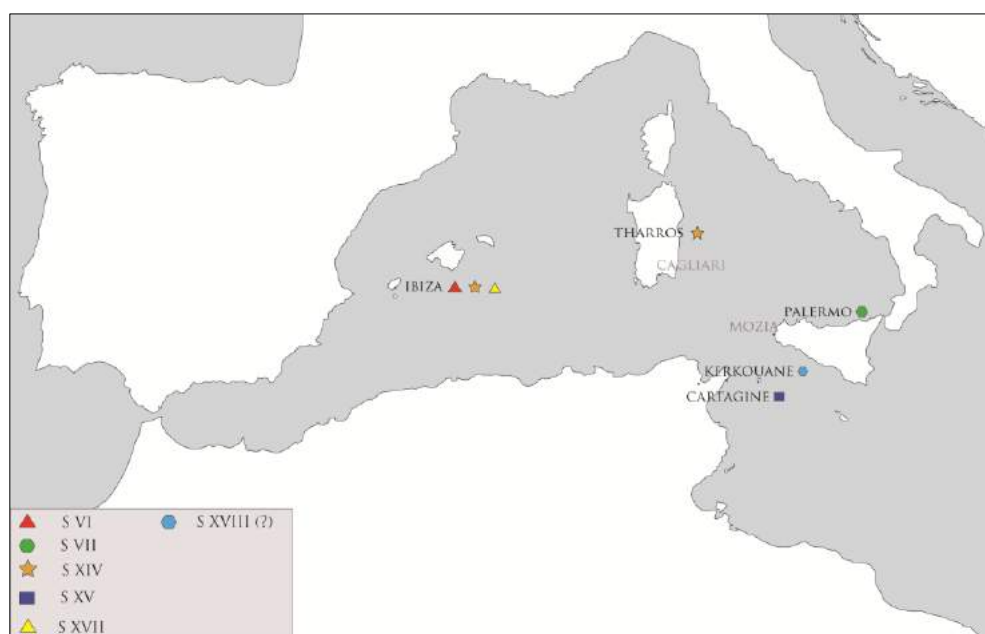 THARROS
CAGLIARI
IBIZA
PALERMO
MOZIA
KERKOUANE
CARTAGINE
S VI
S XVIII (?)
S VII
S XIV
S XV
S XVII